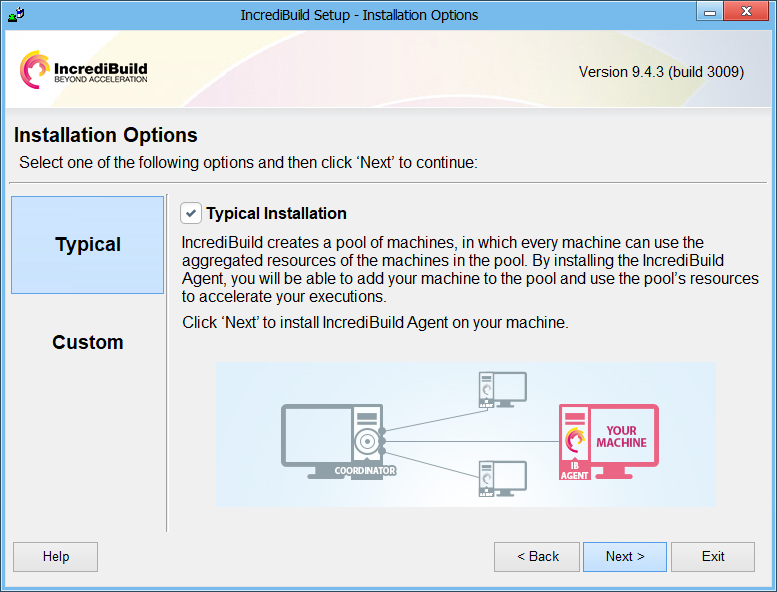 IncrediBuild Setup - Installation Options
IncrediBuild
BEYOND ACCELERATION
Version 9.4.3 (build 3009)
Installation Options
Select one of the following options and then click ‘Next’ to continue:
Typical
Custom
Typical Installation
IncrediBuild creates a pool of machines, in which every machine can use the
aggregated resources of the machines in the pool. By installing the IncrediBuild
Agent, you will be able to add your machine to the pool and use the pool’s resources
to accelerate your executions.
Click ‘Next’ to install IncrediBuild Agent on your machine.
COORDINATOR
YOUR
MACHINE
IB
AGENT
Help
< Back
Next >
Exit